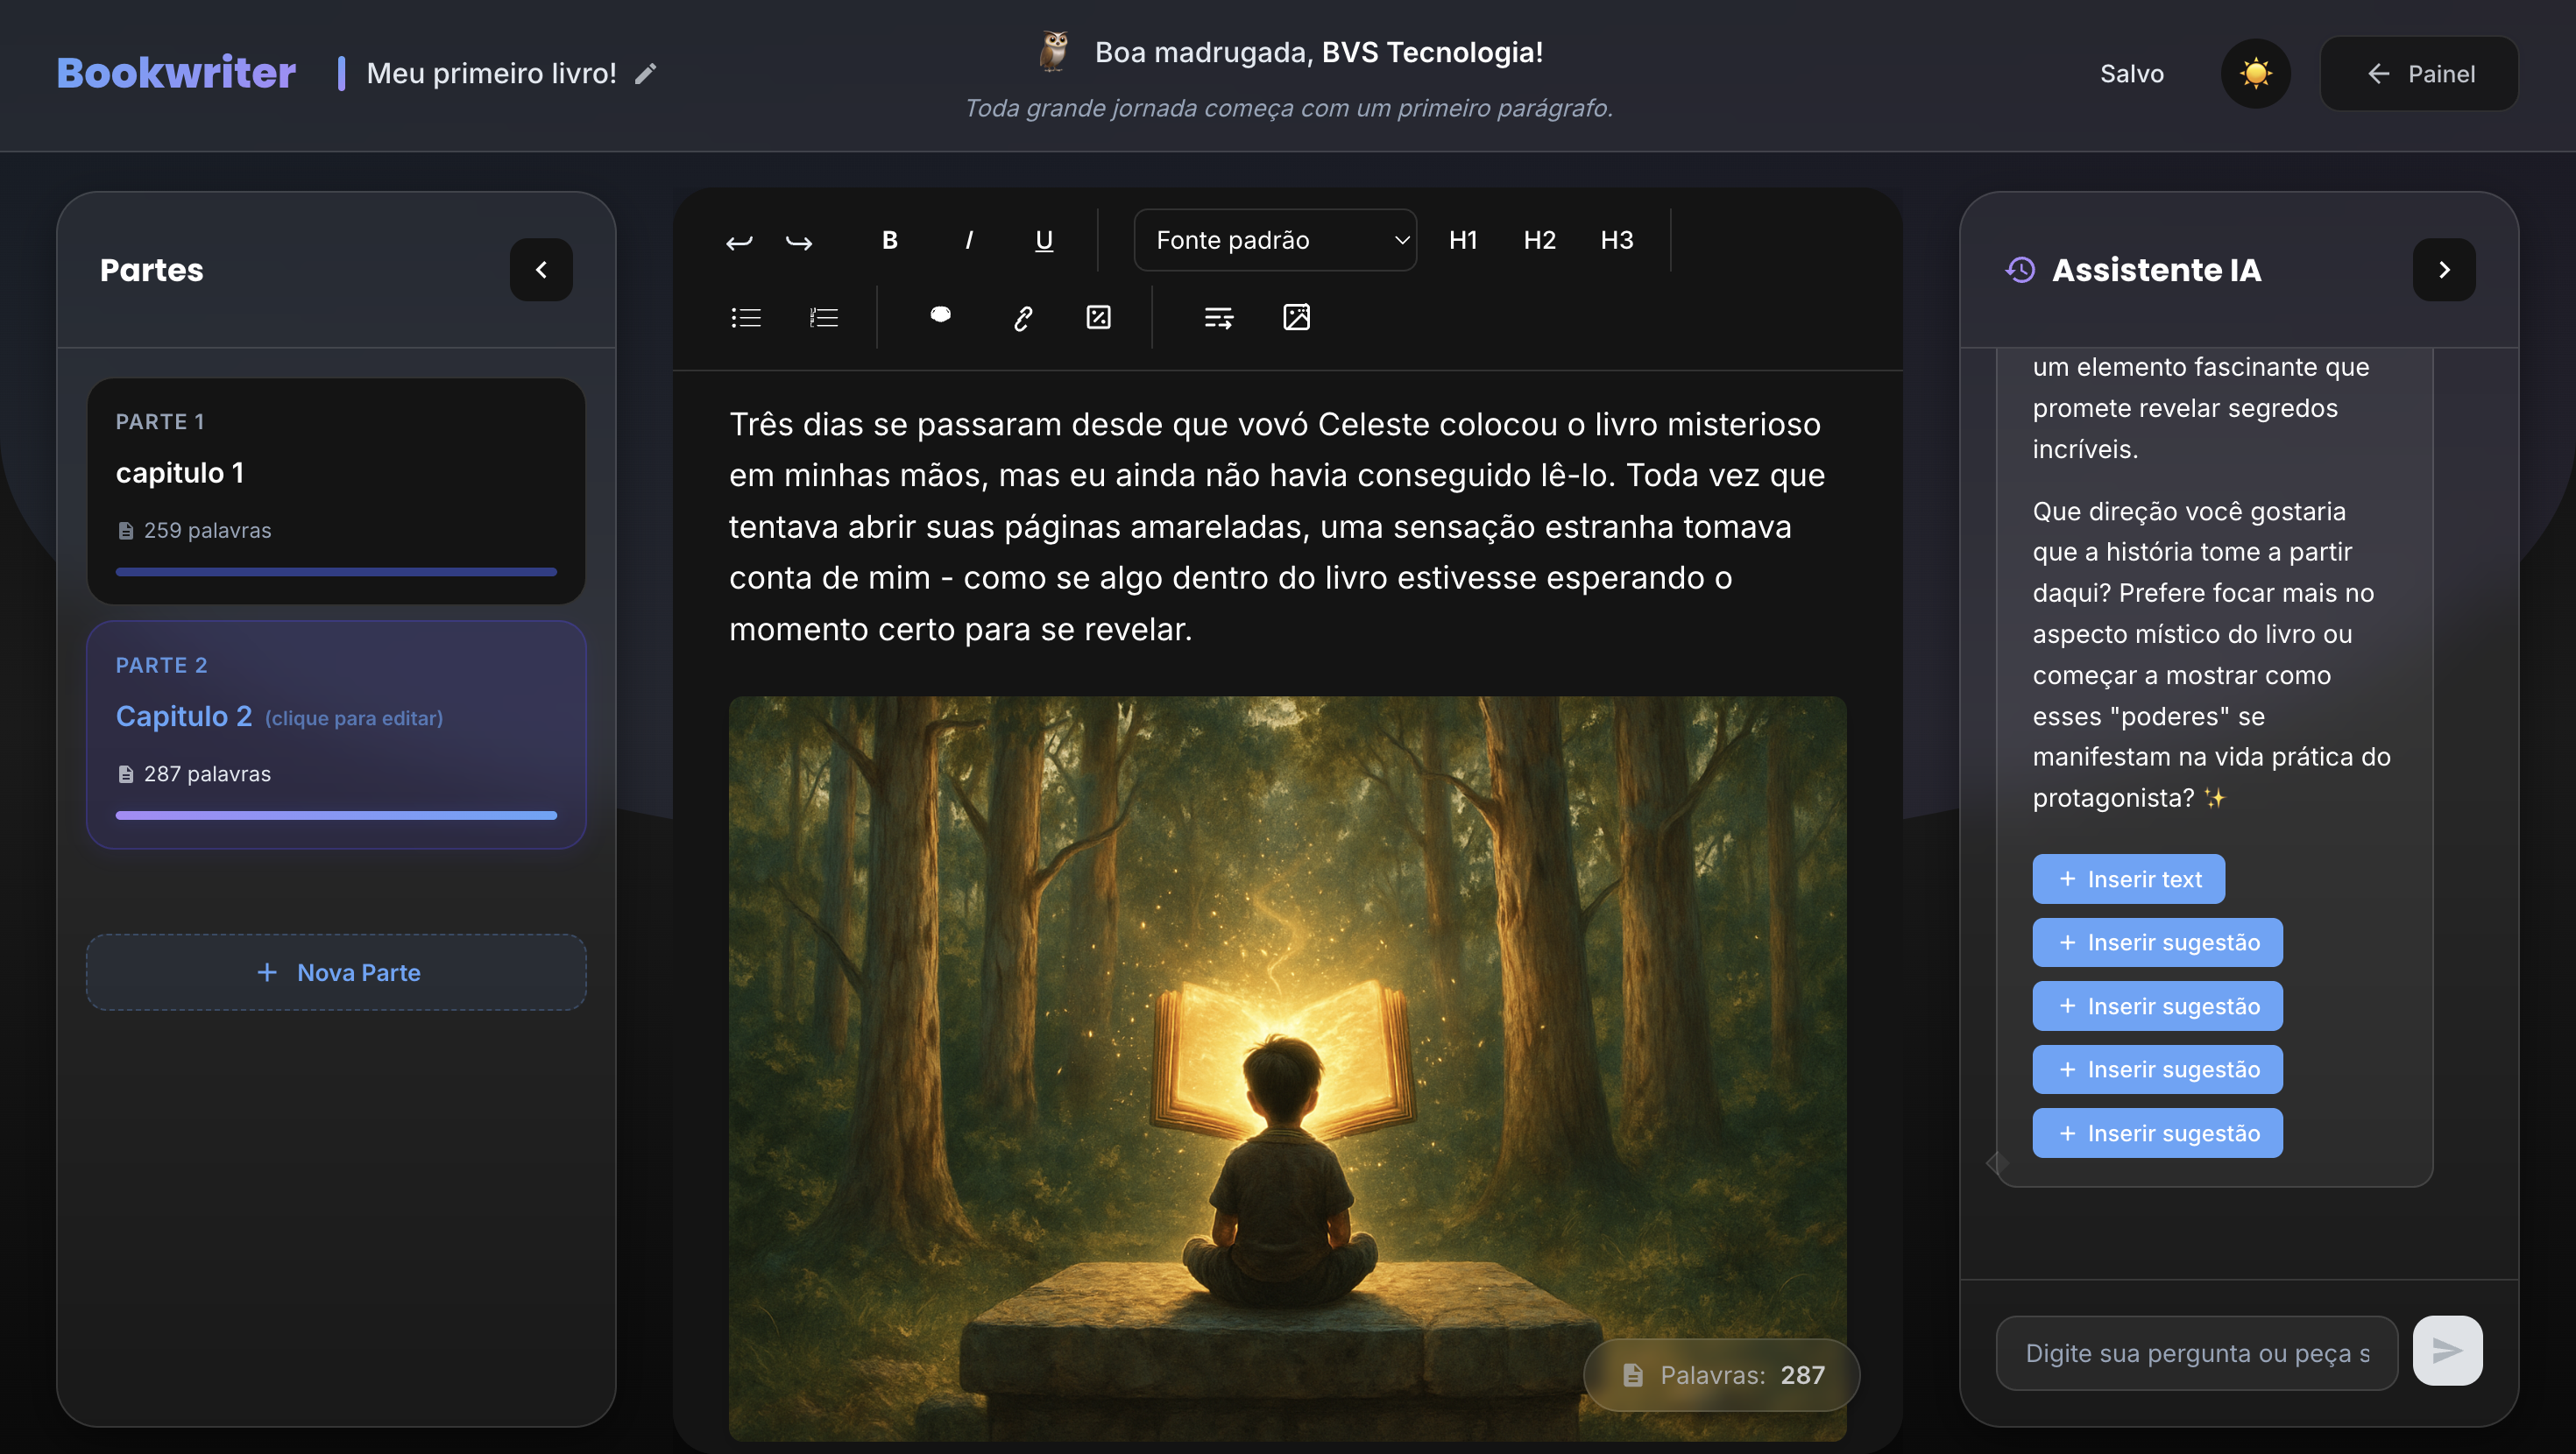 Bookwriter
Meu primeiro livro!
Boa madrugada, BVS Tecnologia!
Toda grande jornada começa com um primeiro parágrafo.
Salvo
Painel
Partes
PARTE 1
capitulo 1
259 palavras
PARTE 2
Capitulo 2 (clique para editar)
287 palavras
Nova Parte
B I U Fonte padrão H1 H2 H3
Três dias se passaram desde que vovó Celeste colocou o livro misterioso
em minhas mãos, mas eu ainda não havia conseguido lê-lo. Toda vez que
tentava abrir suas páginas amareladas, uma sensação estranha tomava
conta de mim - como se algo dentro do livro estivesse esperando o
momento certo para se revelar.
Palavras: 287
Assistente IA
um elemento fascinante que
promete revelar segredos
incríveis.
Que direção você gostaria
que a história tome a partir
daqui? Prefere focar mais no
aspecto místico do livro ou
começar a mostrar como
esses "poderes" se
manifestam na vida prática do
protagonista? ✨
+ Inserir text
+ Inserir sugestão
+ Inserir sugestão
+ Inserir sugestão
+ Inserir sugestão
Digite sua pergunta ou peça s